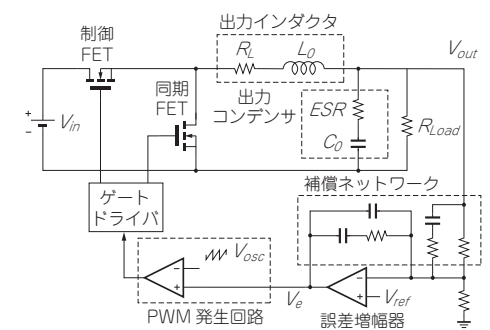 制御
FET
出力インダクタ
R_L
L_0
V_out
同期
FET
出力
コンデンサ
ESR
C_0
R_Load
V_in
+
−
ゲート
ドライバ
補償ネットワーク
V_osc
−
+
PWM 発生回路
V_e
−
+
V_ref
誤差増幅器